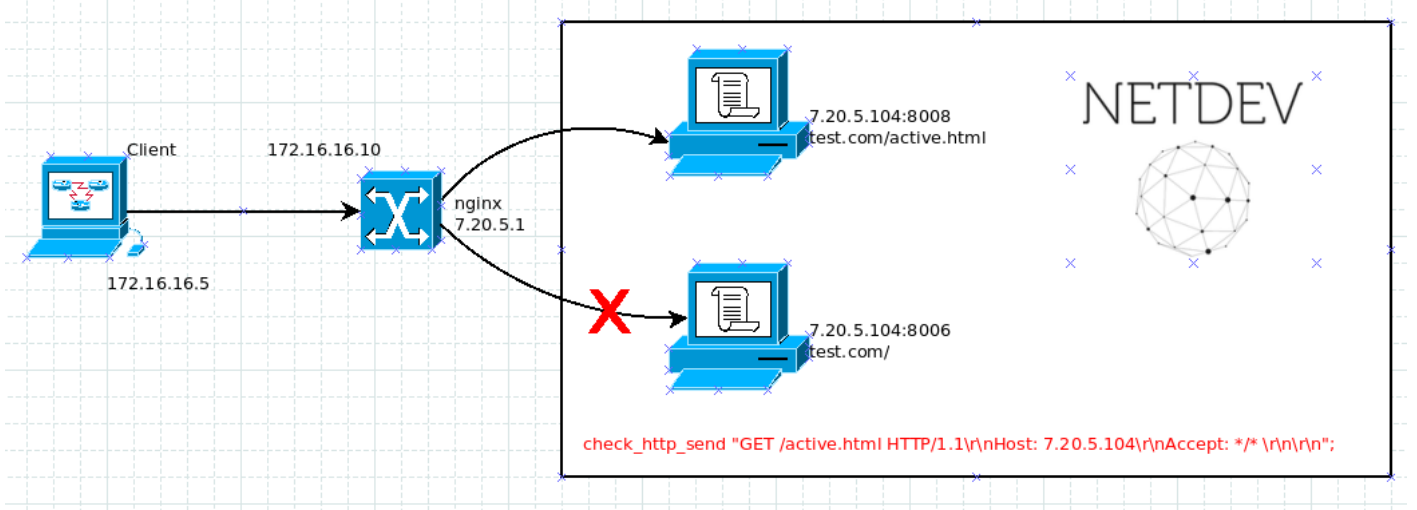 Client
172.16.16.10
172.16.16.5
nginx
7.20.5.1
7.20.5.104:8008
test.com/active.html
NETDEV
X
7.20.5.104:8006
test.com/
check_http_send "GET /active.html HTTP/1.1\r\nHost: 7.20.5.104\r\nAccept: */* \r\n\r\n";